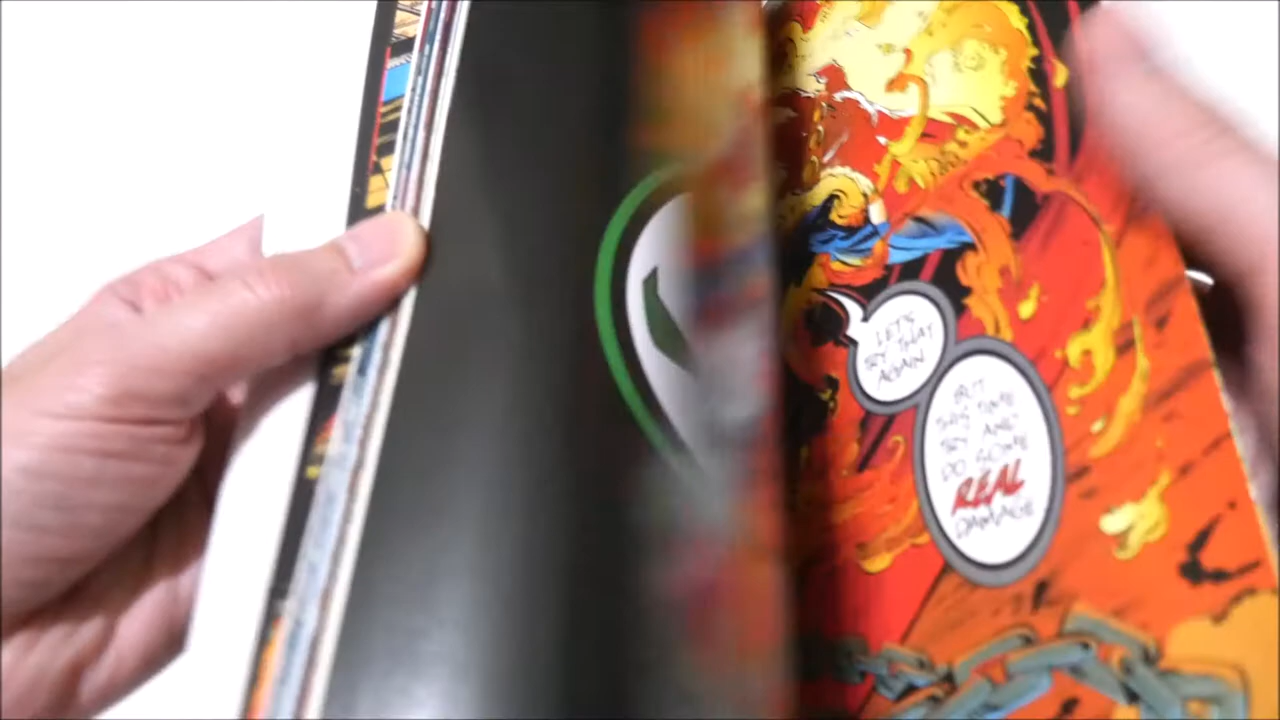 LET'S
TRY THAT
AGAIN
BUT
THIS TIME
TRY AND
DO SOME
REAL
DAMAGE